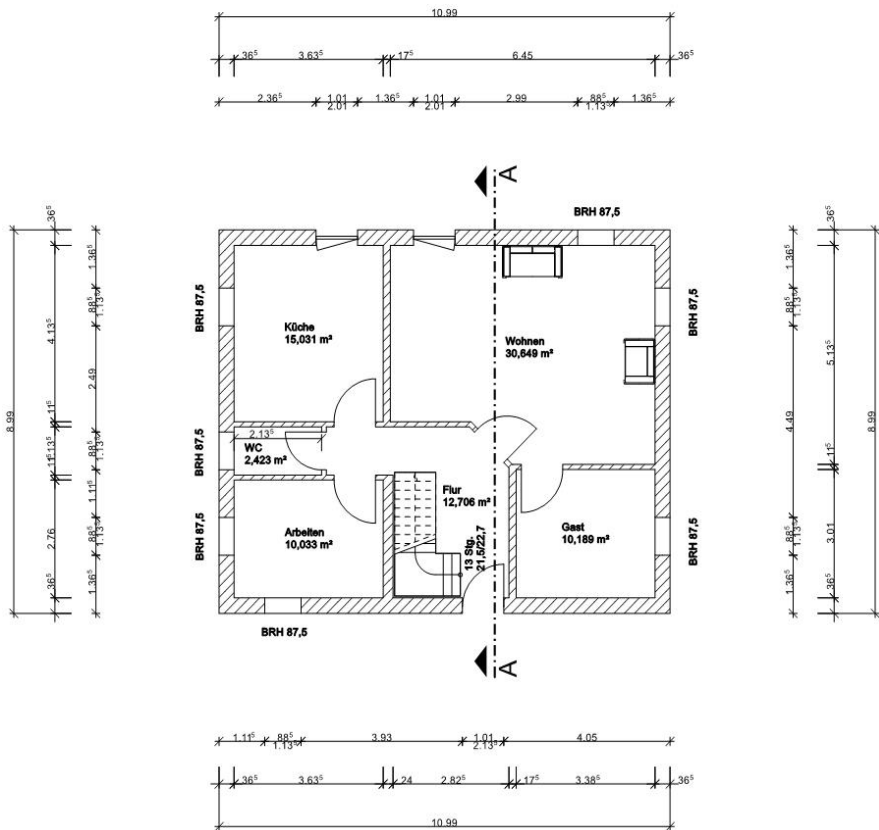 10.99
36⁵ 3.63⁵ 17⁵ 6.45 36⁵
2.36⁵ 1.01 1.36⁵ 1.01 2.99 88⁵ 1.36⁵
2.01 2.01 1.13⁵
A
BRH 87,5
8.99
36⁵ 4.13⁵ 11⁵ 1.13⁵ 11⁵ 2.76 36⁵
1.36⁵ 88⁵ 2.49 88⁵ 1.11⁵ 88⁵ 1.36⁵
1.13⁵ 1.13⁵ 1.13⁵
BRH 87,5
BRH 87,5
BRH 87,5
Küche
15,031 m²
Wohnen
30,649 m²
2.13⁵
WC
2,423 m²
Flur
12,706 m²
13 Stg.
21,5/22,7
Arbeiten
10,033 m²
Gast
10,189 m²
BRH 87,5
BRH 87,5
1.36⁵ 88⁵ 4.49 88⁵ 1.36⁵
1.13⁵ 1.13⁵
36⁵ 5.13⁵ 11⁵ 3.01 36⁵
8.99
BRH 87,5
A
1.11⁵ 88⁵ 3.93 1.01 4.05
1.13⁵ 2.13⁵
36⁵ 3.63⁵ 24 2.82⁵ 17⁵ 3.38⁵ 36⁵
10.99